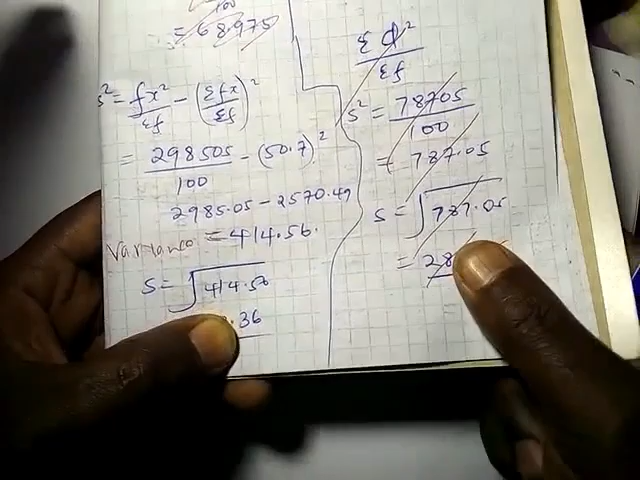 100
= 68.975
s² = fx²/Σf - (Σfx/Σf)²
= 298505/100 - (50.7)²
2985.05 - 2570.49
Variance = 414.56.
S = √414.56
.36
Σd²/Σf
s² = 78705/100
= 787.05
S = √787.05
= 28